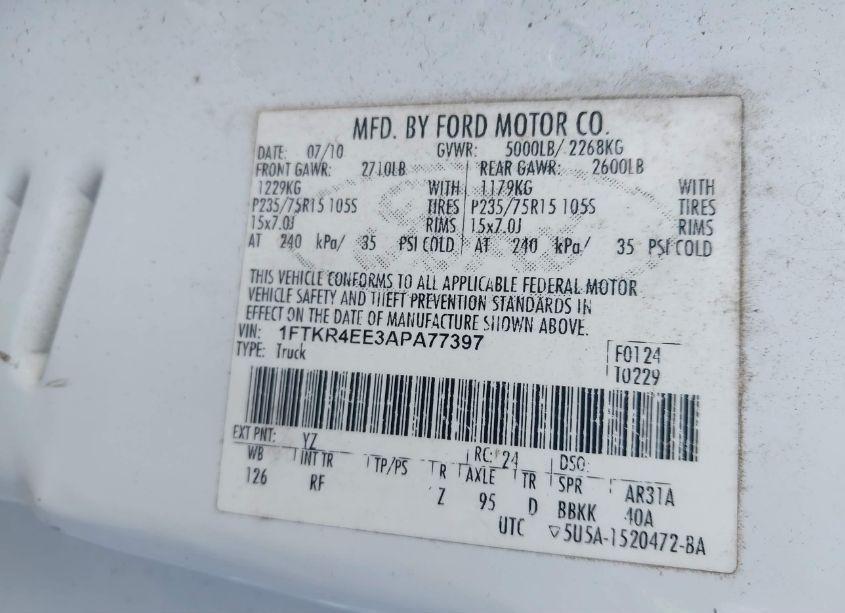 MFD. BY FORD MOTOR CO.
DATE: 07/10 GVWR: 5000LB/ 2268KG
FRONT GAWR: 2710LB REAR GAWR: 2600LB
1229KG WITH 1179KG WITH
P235/75R15 105S TIRES P235/75R15 105S TIRES
15x7.0J RIMS 15x7.0J RIMS
AT 240 kPa/ 35 PSI COLD AT 240 kPa/ 35 PSI COLD
THIS VEHICLE CONFORMS TO ALL APPLICABLE FEDERAL MOTOR
VEHICLE SAFETY AND THEFT PREVENTION STANDARDS IN
EFFECT ON THE DATE OF MANUFACTURE SHOWN ABOVE.
VIN: 1FTKR4EE3APA77397
TYPE: Truck
F0124
T0229
EXT PNT: YZ RC: 24 DSO:
WB INT TR TP/PS R AXLE TR SPR AR31A
126 RF Z 95 D BBKK 40A
UTC ▽5U5A-1520472-BA